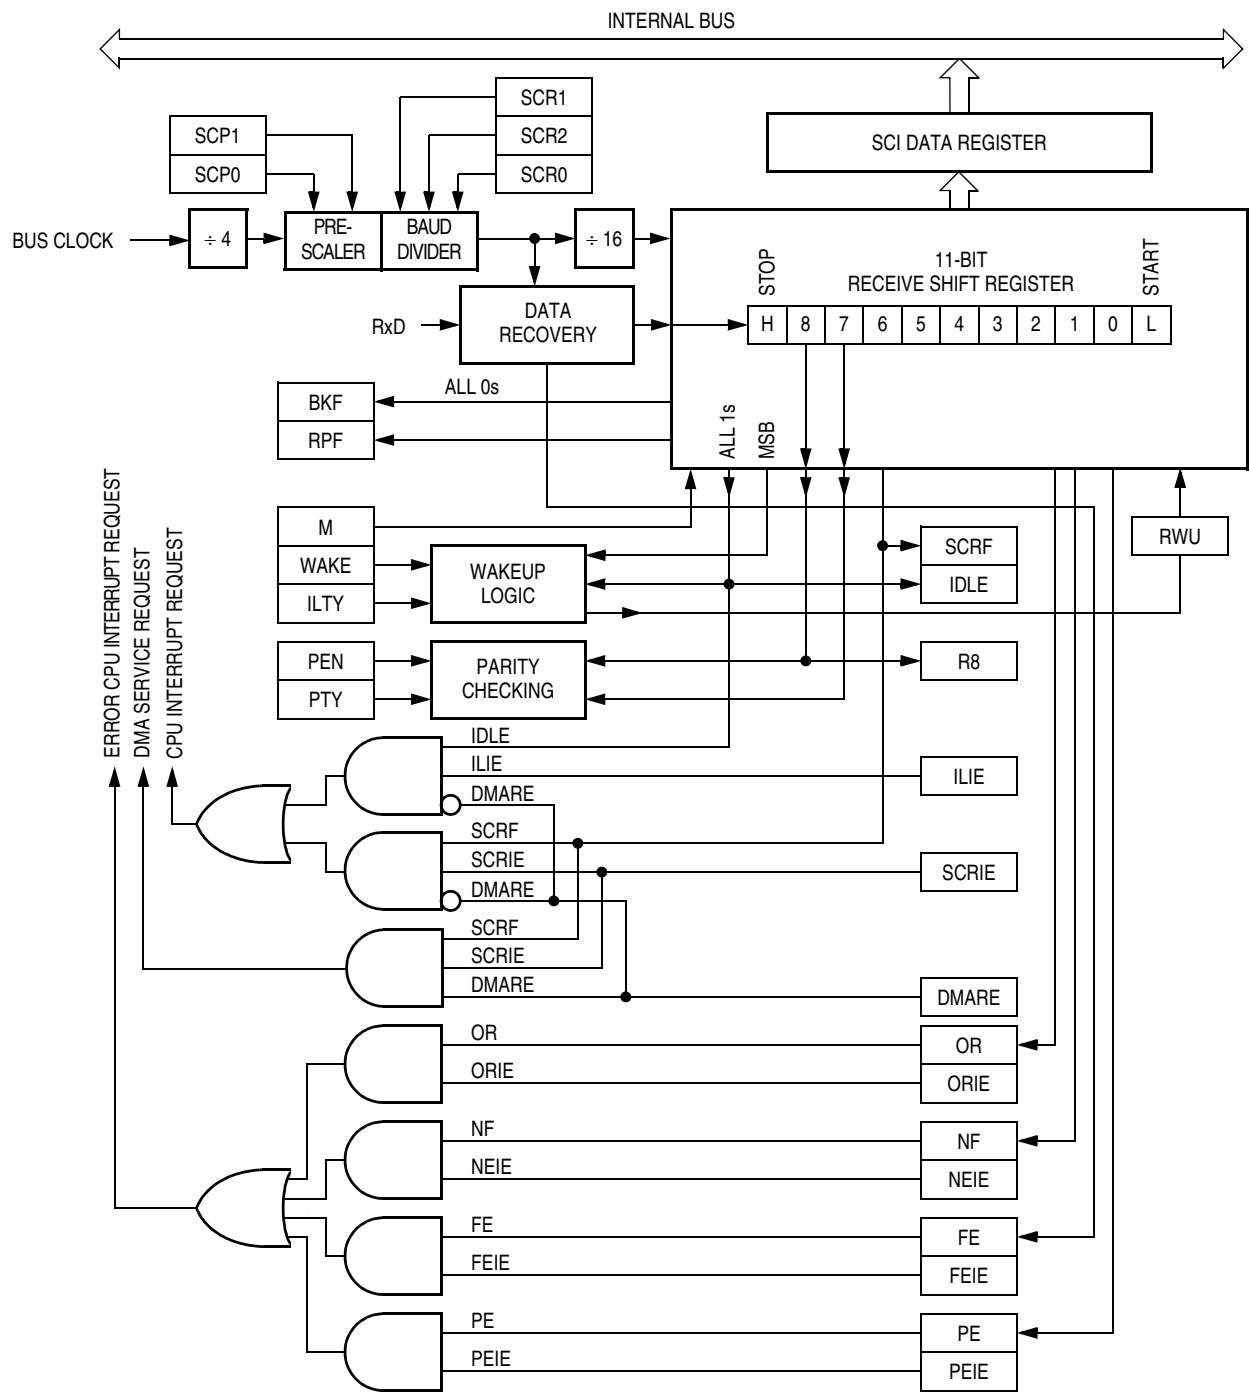 INTERNAL BUS
SCR1
SCP1
SCR2
SCI DATA REGISTER
SCP0
SCR0
BUS CLOCK
÷ 4
PRE-
SCALER
BAUD
DIVIDER
÷ 16
STOP
11-BIT
RECEIVE SHIFT REGISTER
START
RxD
DATA
RECOVERY
H 8 7 6 5 4 3 2 1 0 L
ALL 0s
BKF
RPF
ALL 1s
MSB
M
WAKE
ILTY
WAKEUP
LOGIC
SCRF
IDLE
RWU
PEN
PTY
PARITY
CHECKING
R8
ERROR CPU INTERRUPT REQUEST
DMA SERVICE REQUEST
CPU INTERRUPT REQUEST
IDLE
ILIE
ILIE
DMARE
SCRF
SCRIE
SCRIE
DMARE
SCRF
SCRIE
DMARE
DMARE
OR
OR
ORIE
ORIE
NF
NF
NEIE
NEIE
FE
FE
FEIE
FEIE
PE
PE
PEIE
PEIE